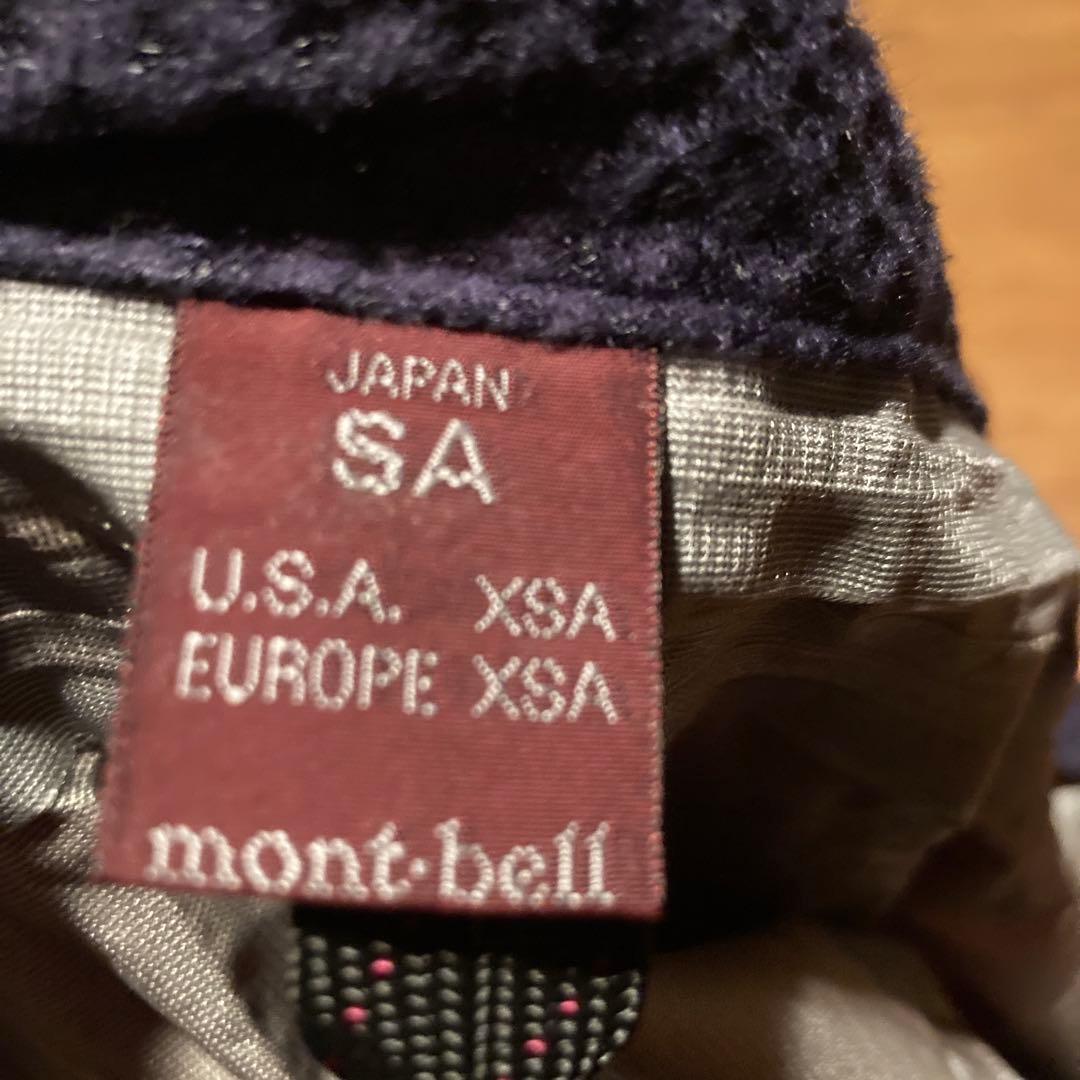 JAPAN
SA
U.S.A. XSA
EUROPE XSA
mont-bell